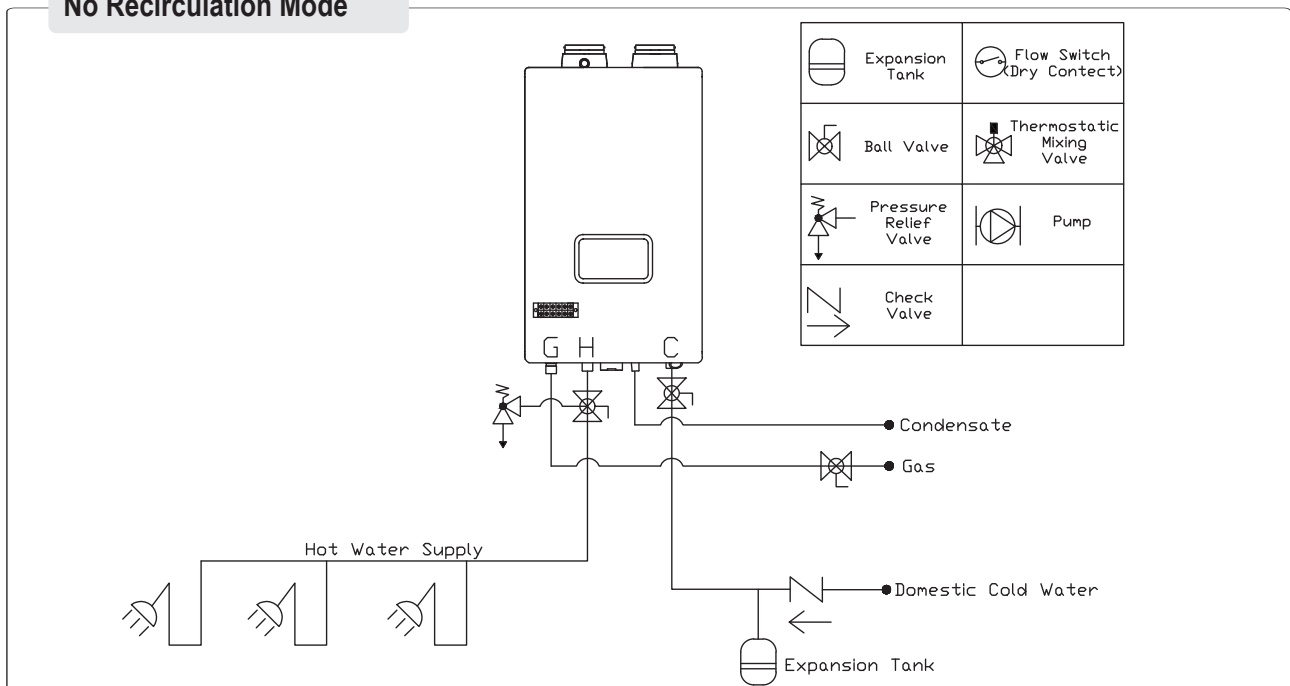 No Recirculation Mode
Expansion
Tank
Flow Switch
(Dry Contect)
Ball Valve
Thermostatic
Mixing
Valve
Pressure
Relief
Valve
Pump
Check
Valve
G H C
Condensate
Gas
Hot Water Supply
Domestic Cold Water
Expansion Tank